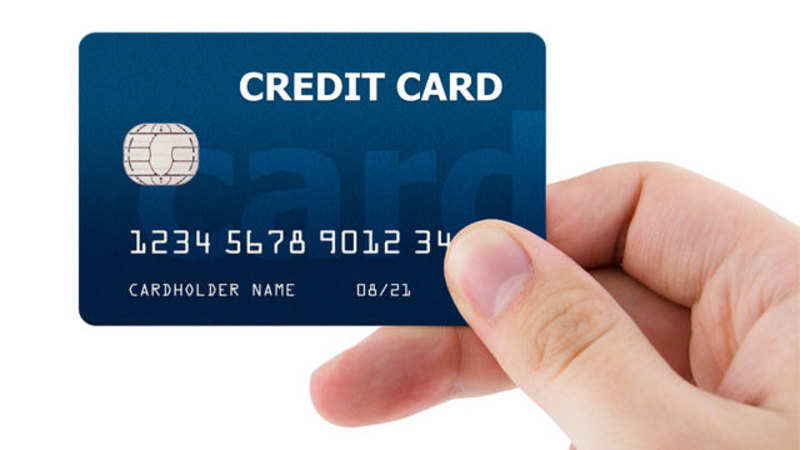 CREDIT CARD
card
1234 5678 9012 34
CARDHOLDER NAME 08/21